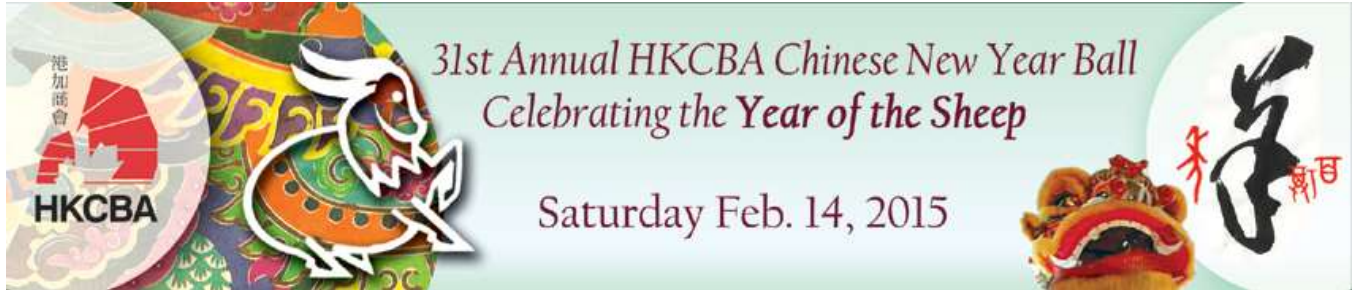 港加商會
HKCBA
31st Annual HKCBA Chinese New Year Ball
Celebrating the Year of the Sheep
Saturday Feb. 14, 2015
羊